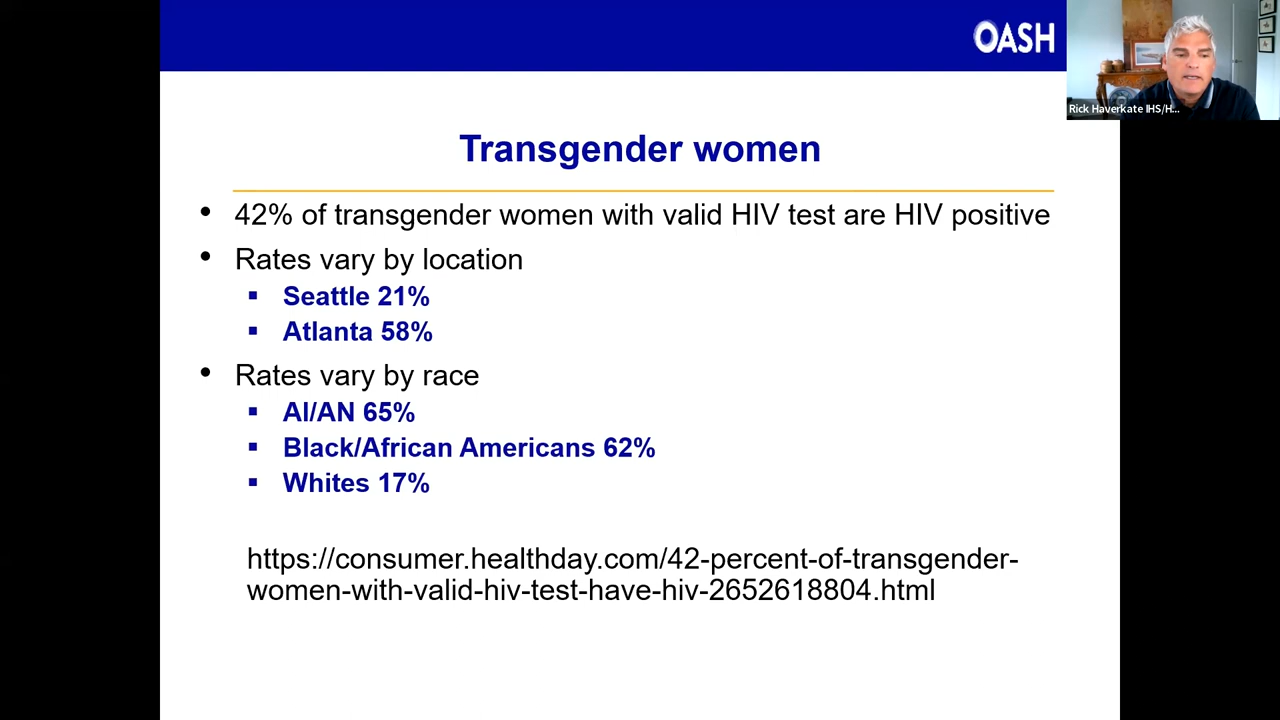 OASH
Rick Haverkate IHS/H...
Transgender women
• 42% of transgender women with valid HIV test are HIV positive
• Rates vary by location
▪ Seattle 21%
▪ Atlanta 58%
• Rates vary by race
▪ AI/AN 65%
▪ Black/African Americans 62%
▪ Whites 17%
https://consumer.healthday.com/42-percent-of-transgender-
women-with-valid-hiv-test-have-hiv-2652618804.html